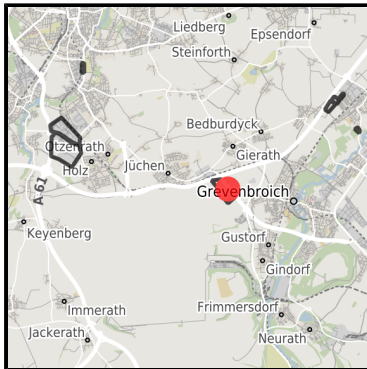 Liedberg
Epsendorf
Steinforth
Bedburdyck
Otzenrath
Gierath
Holz
Jüchen
Grevenbroich
A 61
Keyenberg
Gustorf
Gindorf
Immerath
Frimmersdorf
Jackerath
Neurath